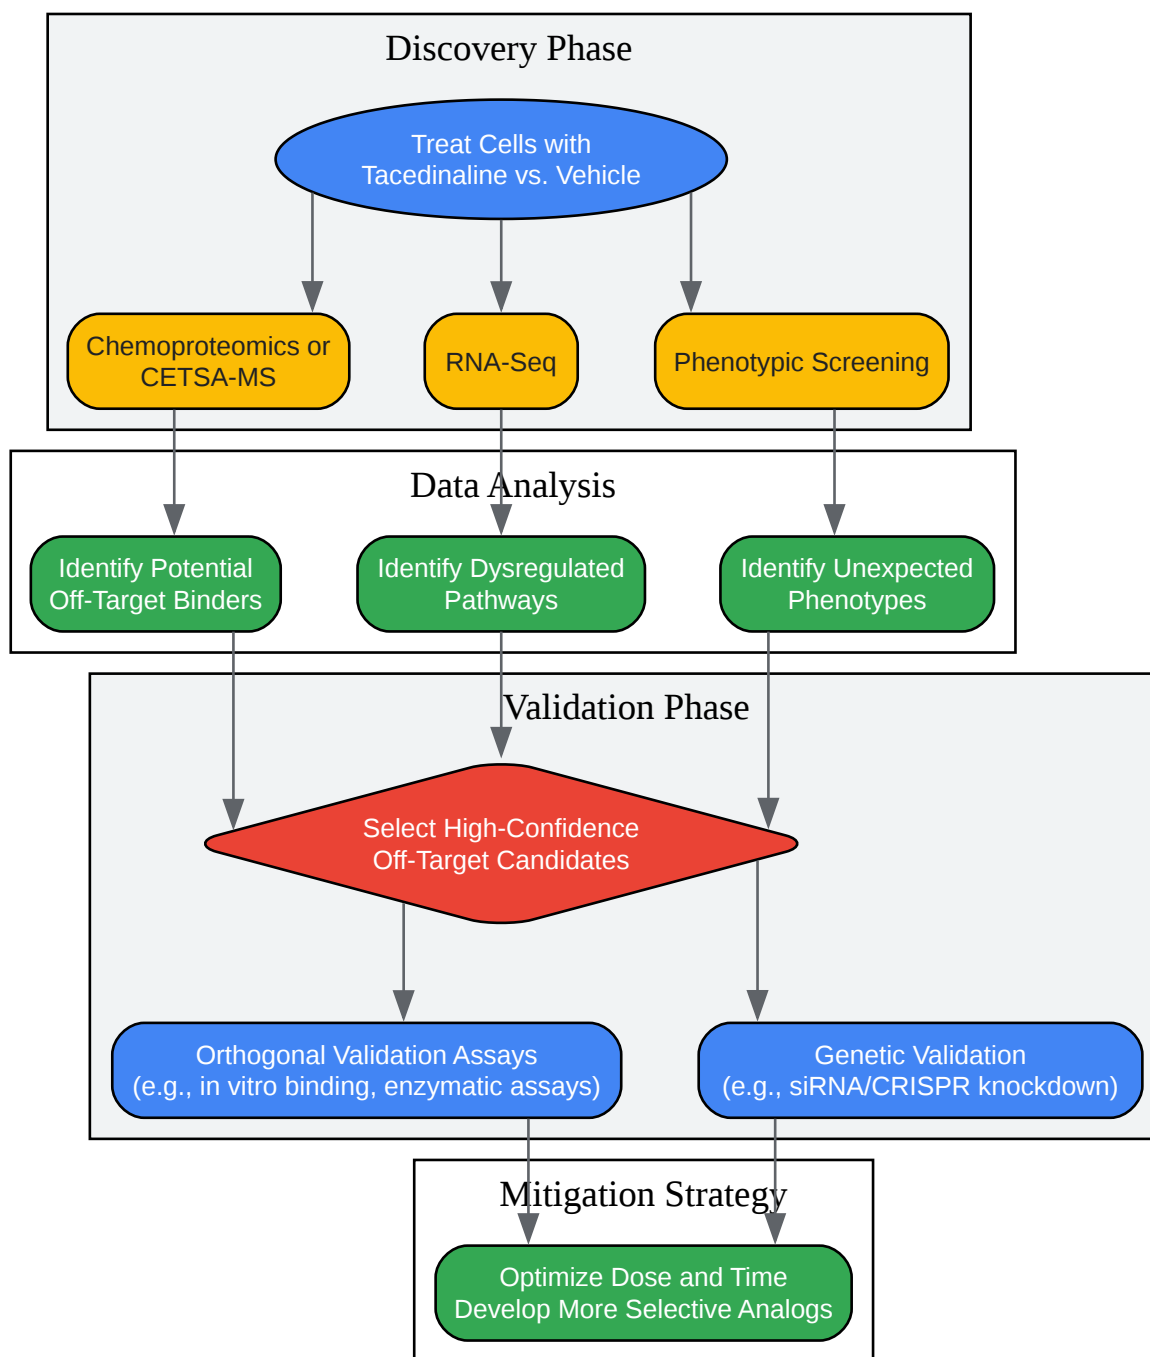 Discovery Phase
Treat Cells with
Tacedinaline vs. Vehicle
Chemoproteomics or
CETSA-MS
RNA-Seq
Phenotypic Screening
Data Analysis
Identify Potential
Off-Target Binders
Identify Dysregulated
Pathways
Identify Unexpected
Phenotypes
Validation Phase
Select High-Confidence
Off-Target Candidates
Orthogonal Validation Assays
(e.g., in vitro binding, enzymatic assays)
Genetic Validation
(e.g., siRNA/CRISPR knockdown)
Mitigation Strategy
Optimize Dose and Time
Develop More Selective Analogs